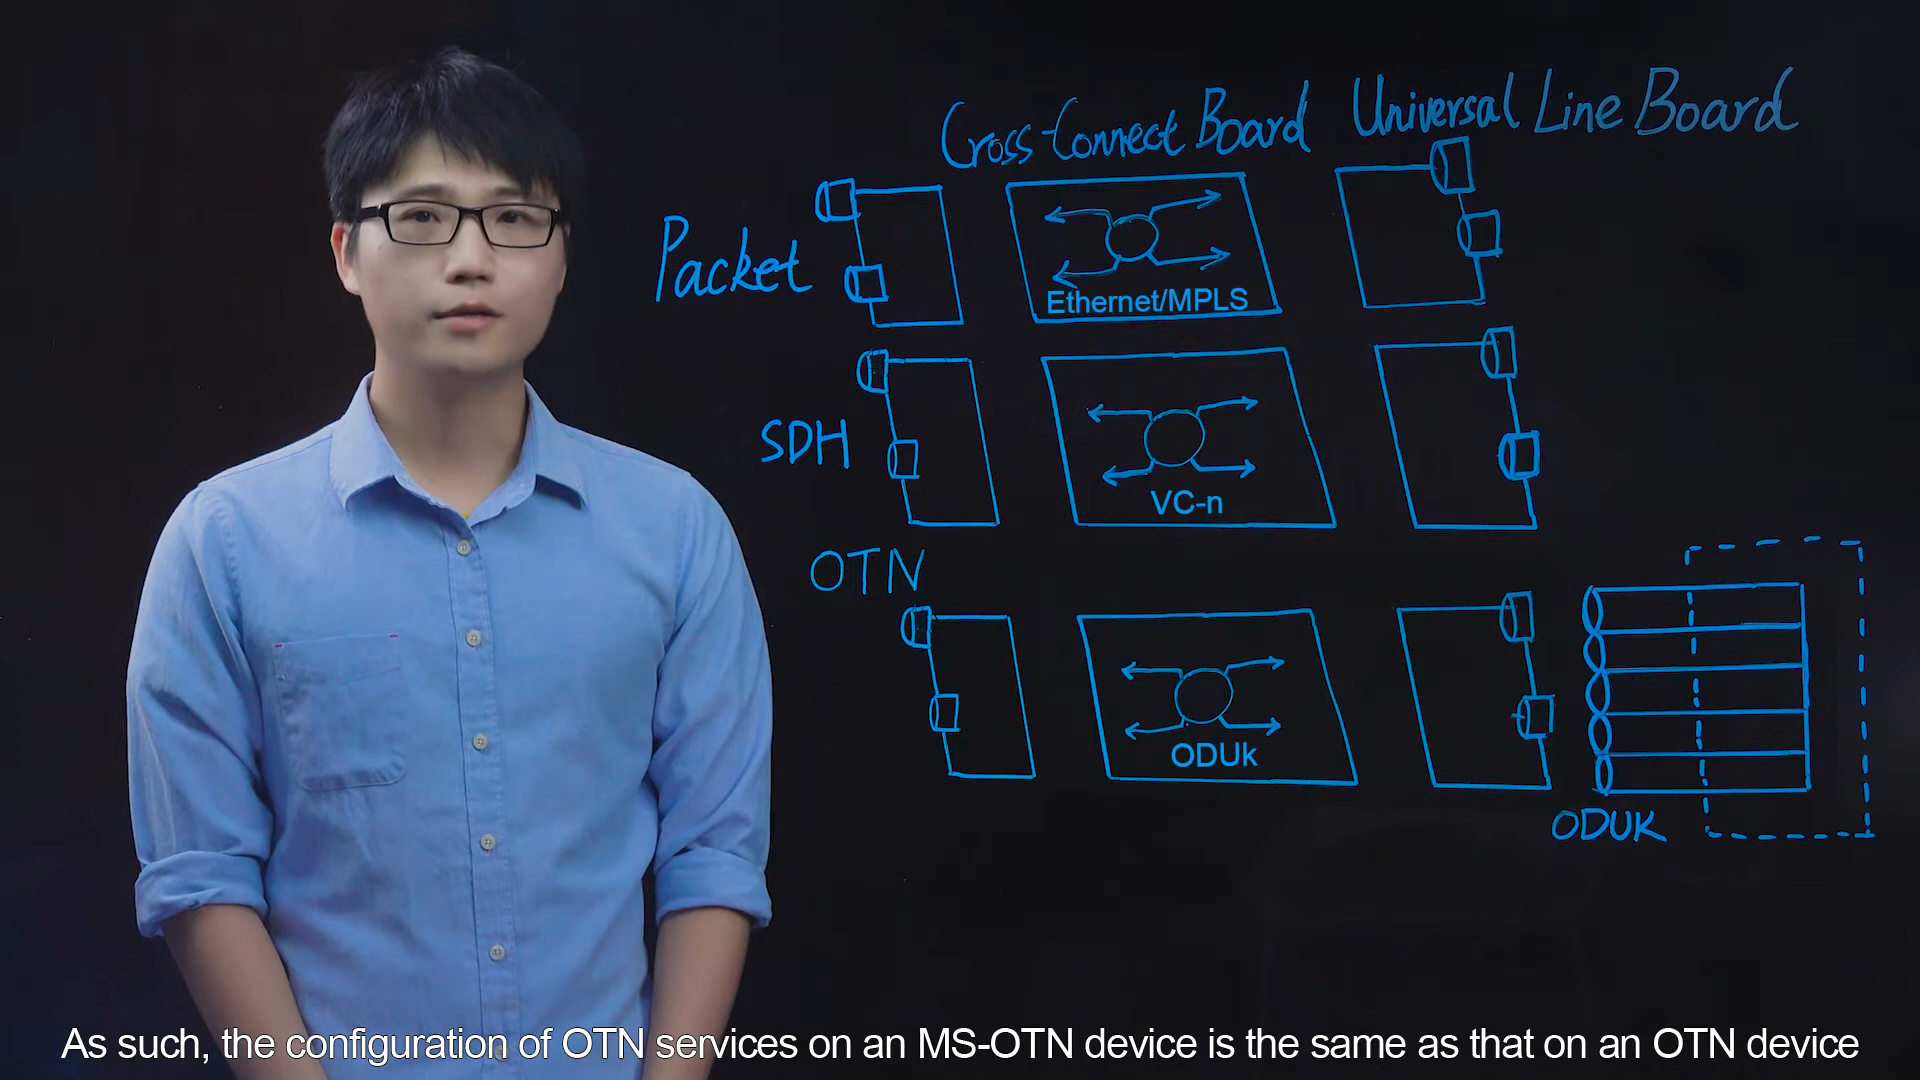 Cross-Connect Board
Universal Line Board
Packet
Ethernet/MPLS
SDH
VC-n
OTN
ODUk
ODUK
As such, the configuration of OTN services on an MS-OTN device is the same as that on an OTN device